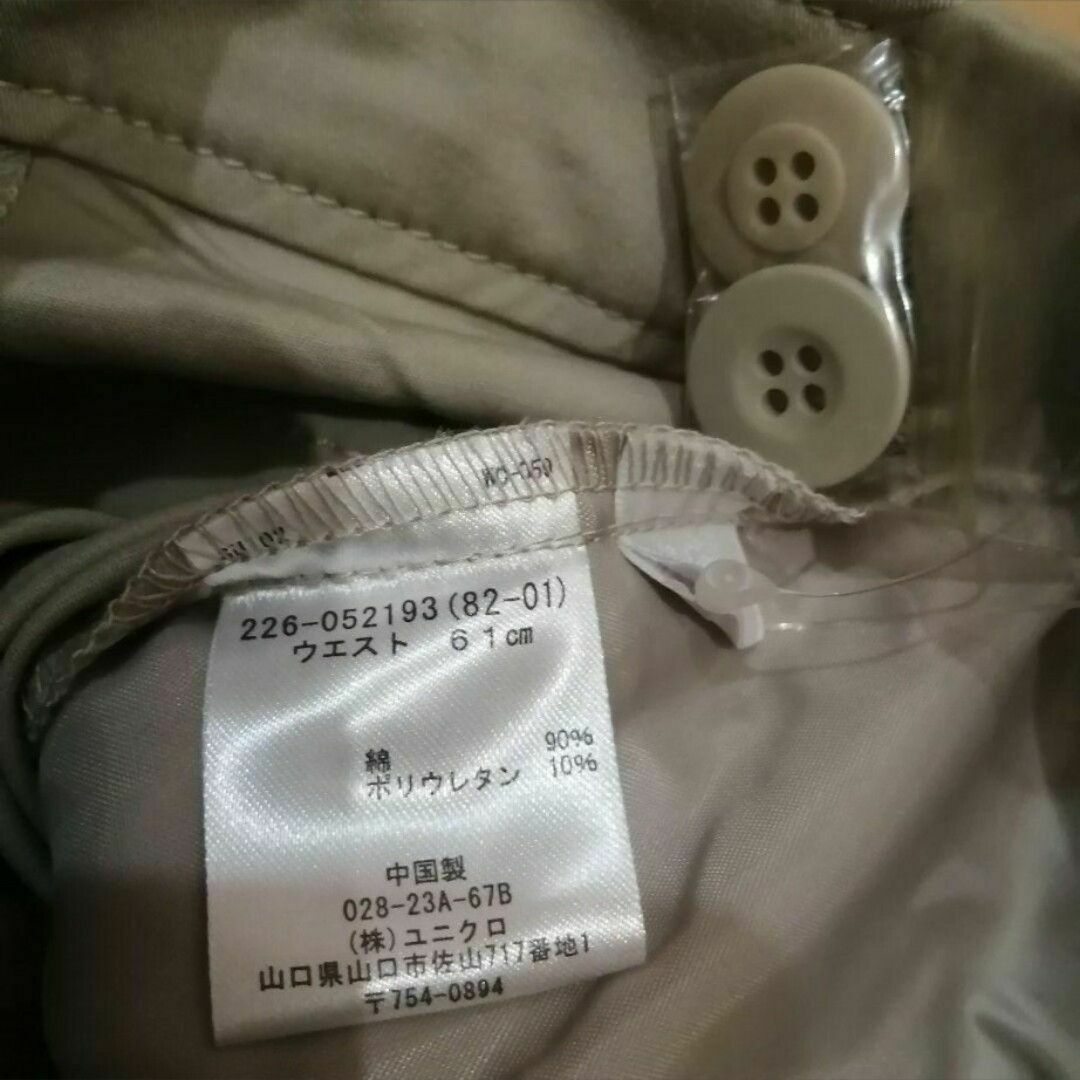 WC-050
226-052193(82-01)
ウエスト 61cm
綿 90%
ポリウレタン 10%
中国製
028-23A-67B
(株)ユニクロ
山口県山口市佐山717番地1
〒754-0894